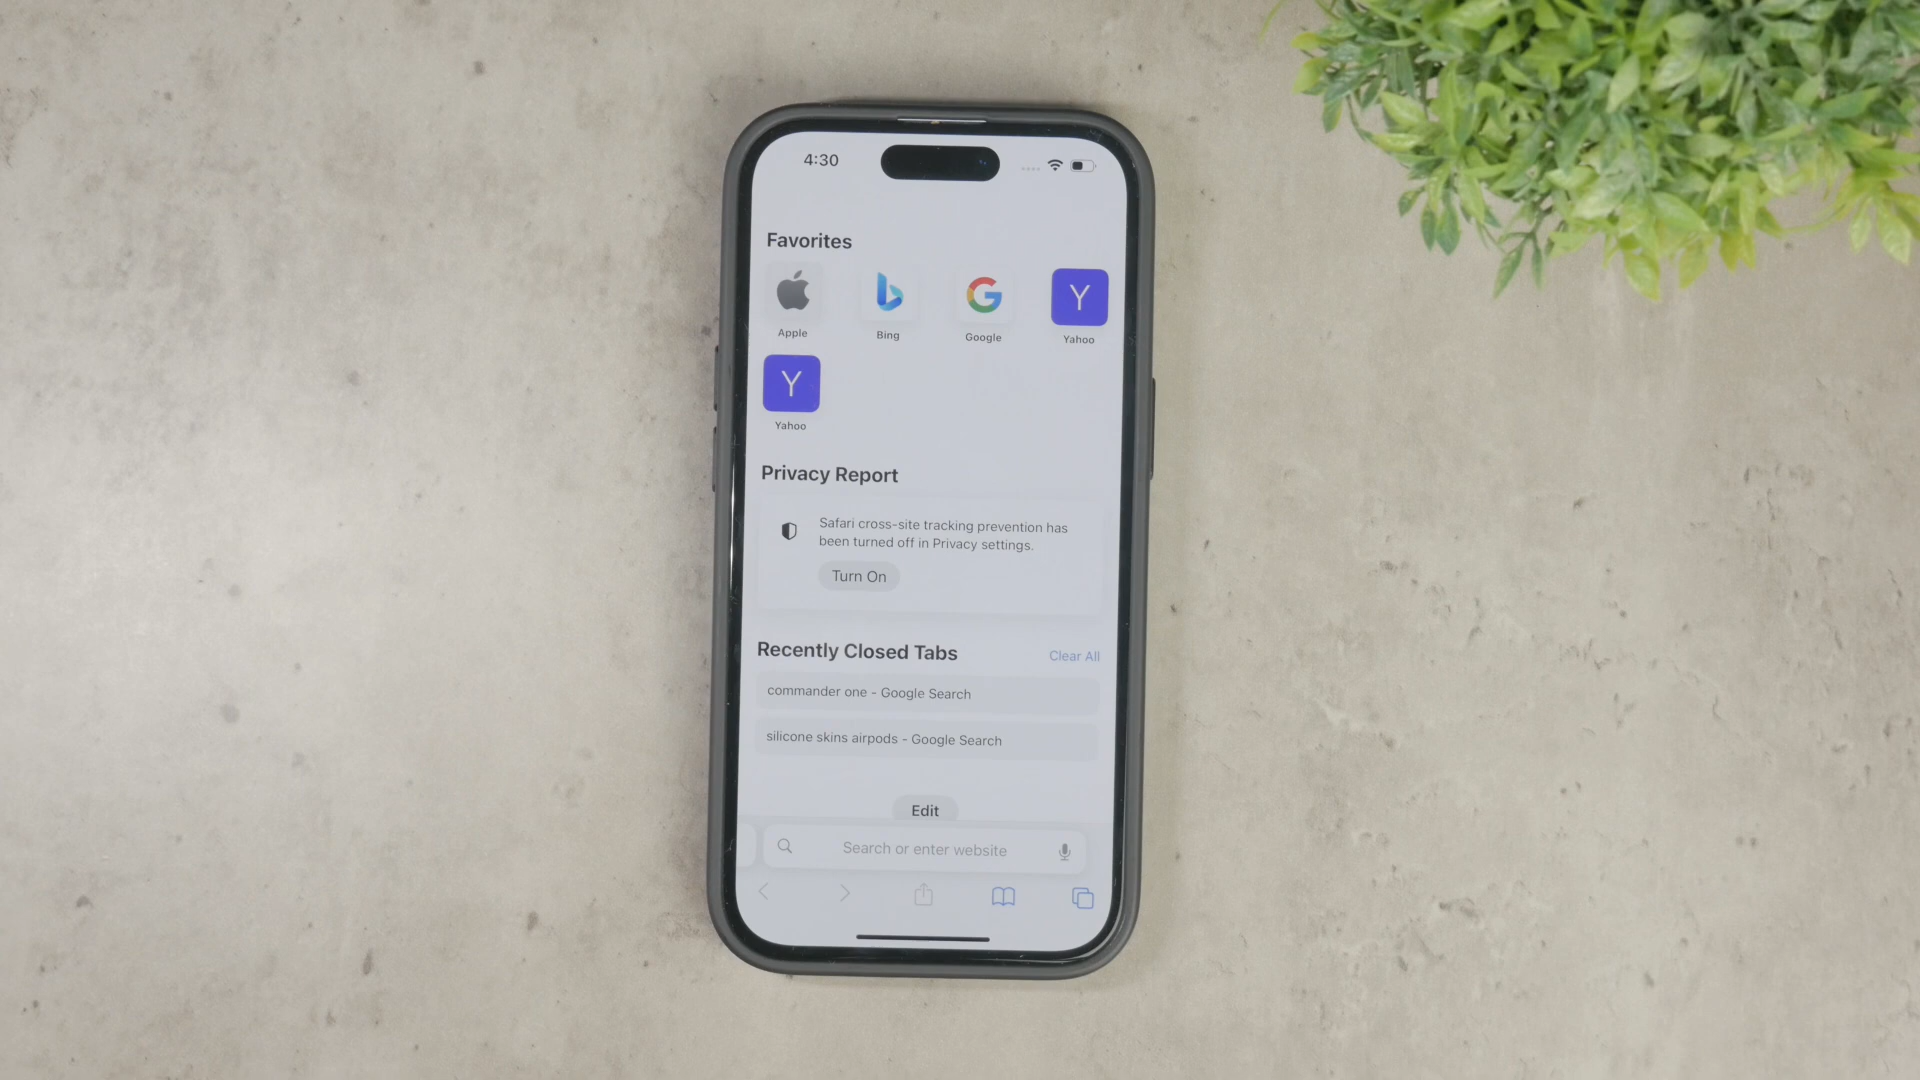 4:30
Favorites
Apple
Bing
Google
Y
Yahoo
Y
Yahoo
Privacy Report
Safari cross-site tracking prevention has
been turned off in Privacy settings.
Turn On
Recently Closed Tabs
Clear All
commander one - Google Search
silicone skins airpods - Google Search
Edit
Search or enter website